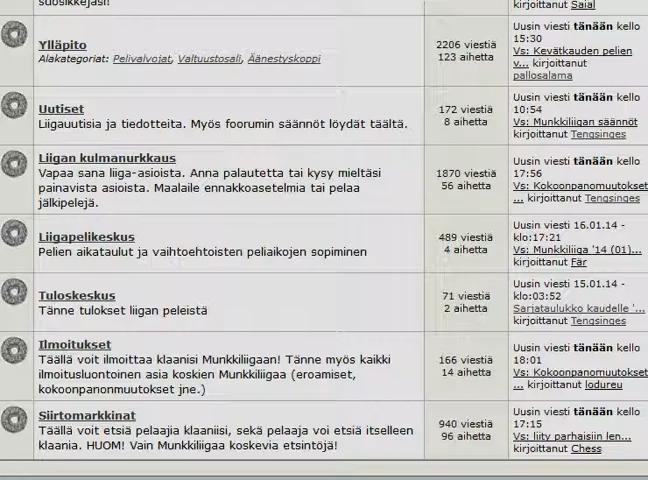 suosikkejasi!
kirjoittanut Saial
Ylläpito
Alakategoriat: Pelivalvojat, Valtuustosali, Äänestyskoppi
2206 viestiä
123 aihetta
Uusin viesti tänään kello
15:30
Vs: Kevätkauden pelien
v... kirjoittanut
pallosalama
Uutiset
Liigauutisia ja tiedotteita. Myös foorumin säännöt löydät täältä.
172 viestiä
8 aihetta
Uusin viesti tänään kello
10:54
Vs: Munkkiliigan säännöt
kirjoittanut Tengsinges
Liigan kulmanurkkaus
Vapaa sana liiga-asioista. Anna palautetta tai kysy mieltäsi
painavista asioista. Maalaile ennakkoasetelmia tai pelaa
jälkipelejä.
1870 viestiä
56 aihetta
Uusin viesti tänään kello
17:56
Vs: Kokoonpanomuutokset
... kirjoittanut Tengsinges
Liigapelikeskus
Pelien aikataulut ja vaihtoehtoisten peliaikojen sopiminen
489 viestiä
4 aihetta
Uusin viesti 16.01.14 -
klo:17:21
Vs: Munkkiliiga '14 (01)...
kirjoittanut Fär
Tuloskeskus
Tänne tulokset liigan peleistä
71 viestiä
2 aihetta
Uusin viesti 15.01.14 -
klo:03:52
Sarjataulukko kaudelle '...
kirjoittanut Tengsinges
Ilmoitukset
Täällä voit ilmoittaa klaanisi Munkkiliigaan! Tänne myös kaikki
ilmoitusluontoinen asia koskien Munkkiliigaa (eroamiset,
kokoonpanonmuutokset jne.)
166 viestiä
14 aihetta
Uusin viesti tänään kello
18:01
Vs: Kokoonpanomuutokset
... kirjoittanut lodureu
Siirtomarkkinat
Täällä voit etsiä pelaajia klaaniisi, sekä pelaaja voi etsiä itselleen
klaania. HUOM! Vain Munkkiliigaa koskevia etsintöjä!
940 viestiä
96 aihetta
Uusin viesti tänään kello
17:15
Vs: liity parhaisiin len...
kirjoittanut Chess